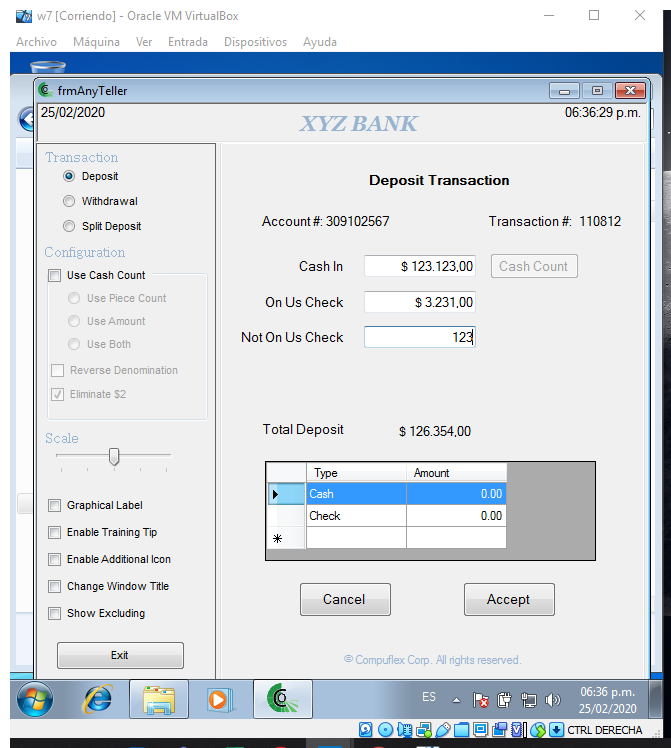 w7 [Corriendo] - Oracle VM VirtualBox
Archivo Máquina Ver Entrada Dispositivos Ayuda
frmAnyTeller
25/02/2020
XYZ BANK
06:36:29 p.m.
Transaction
Deposit
Withdrawal
Split Deposit
Configuration
Use Cash Count
Use Piece Count
Use Amount
Use Both
Reverse Denomination
Eliminate $2
Scale
Graphical Label
Enable Training Tip
Enable Additional Icon
Change Window Title
Show Excluding
Exit
Deposit Transaction
Account #: 309102567 Transaction #: 110812
Cash In $ 123.123,00 Cash Count
On Us Check $ 3.231,00
Not On Us Check 123
Total Deposit $ 126.354,00
Type Amount
Cash 0.00
Check 0.00
Cancel Accept
© Compuflex Corp. All rights reserved.
ES 06:36 p.m.
25/02/2020
CTRL DERECHA